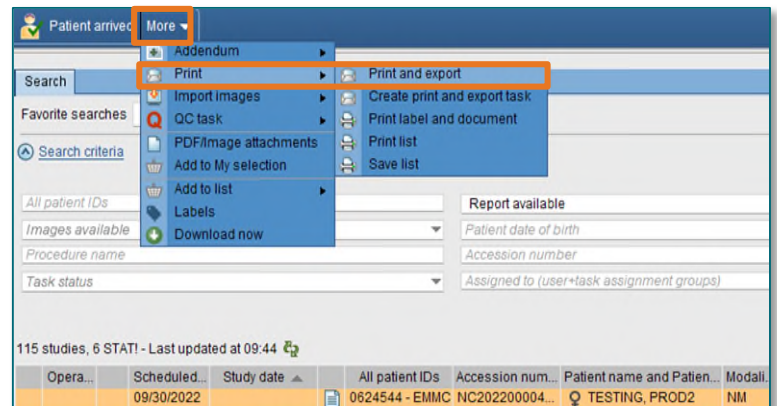 Patient arrived More
Addendum
Print Print and export
Search
Import images Create print and export task
Favorite searches
QC task Print label and document
PDF/Image attachments Print list
Search criteria
Add to My selection Save list
Add to list
All patient IDs Report available
Labels
Images available Download now Patient date of birth
Procedure name Accession number
Task status Assigned to (user+task assignment groups)
115 studies, 6 STAT! - Last updated at 09:44
Opera... Scheduled... Study date All patient IDs Accession num... Patient name and Patien... Modali.
09/30/2022 0624544 - EMMC NC202200004... TESTING, PROD2 NM